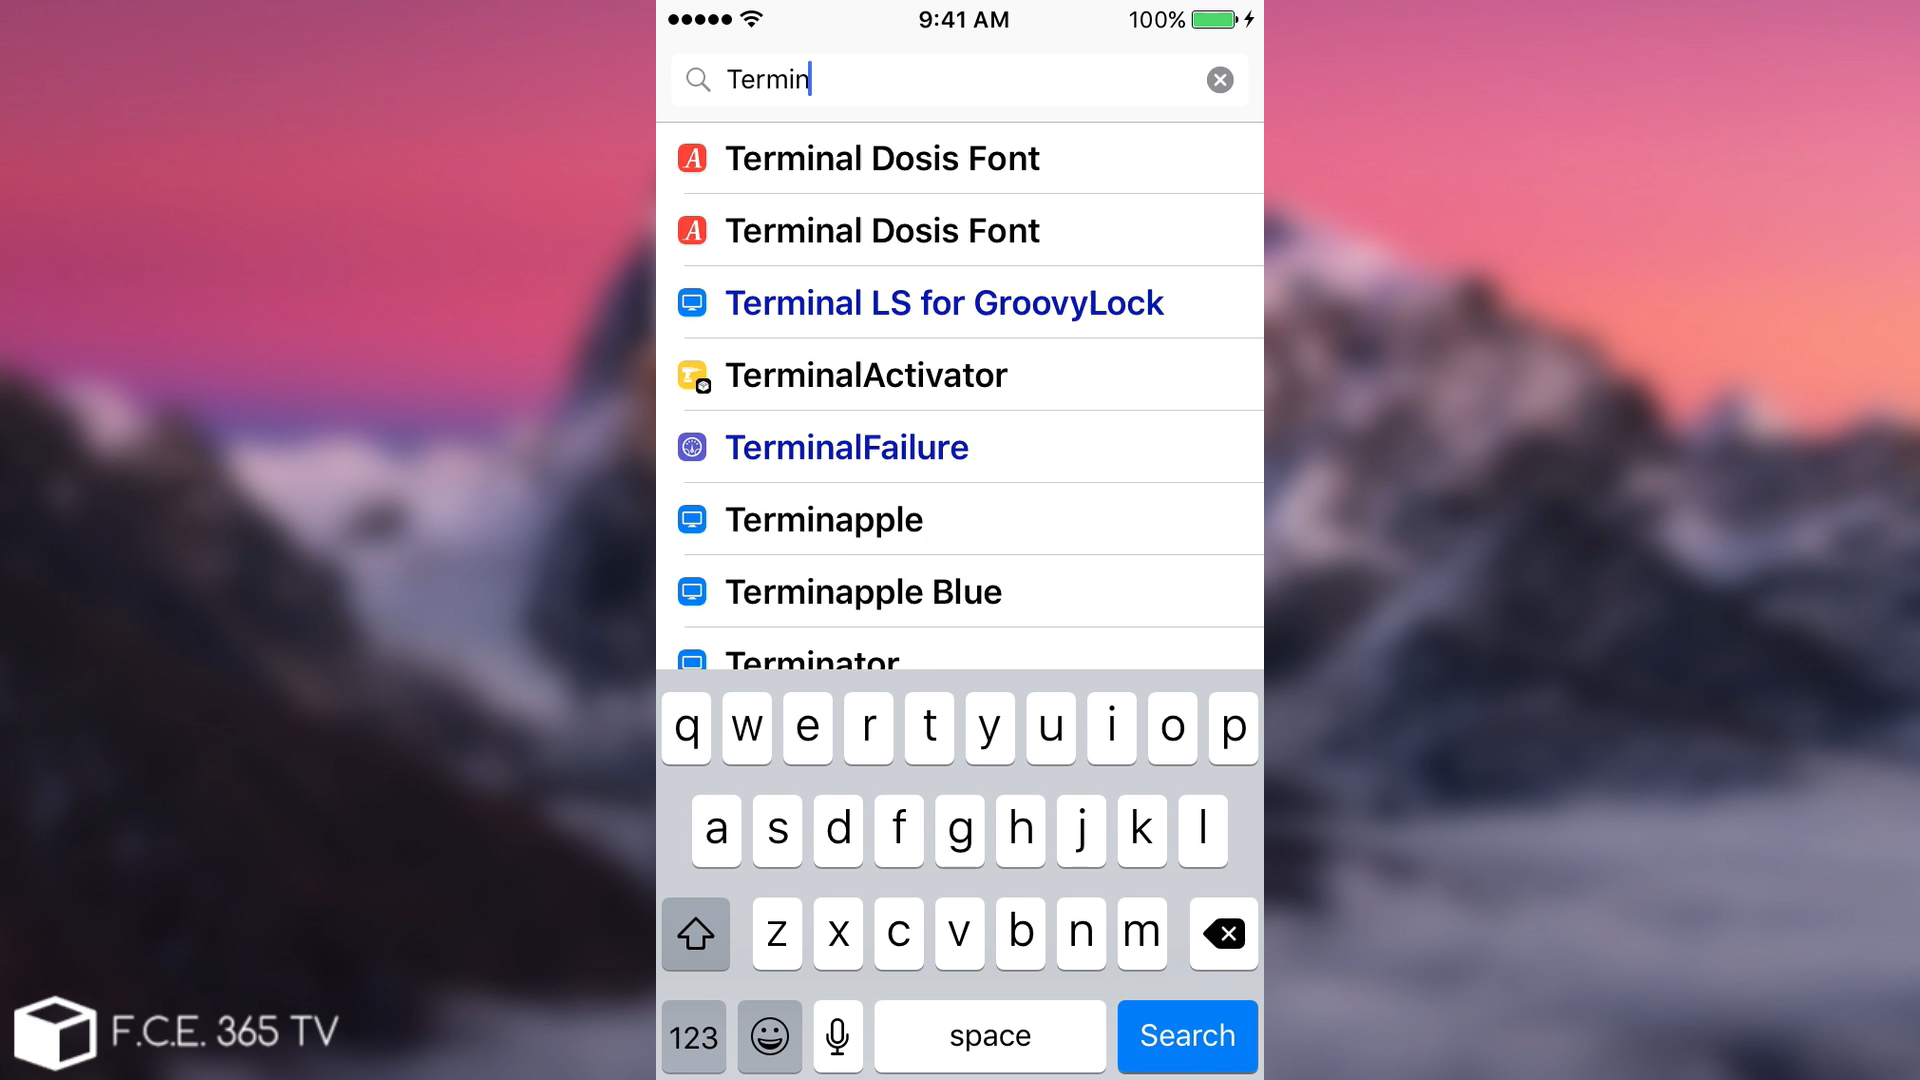 9:41 AM
100%
Termin
Terminal Dosis Font
Terminal Dosis Font
Terminal LS for GroovyLock
TerminalActivator
TerminalFailure
Terminapple
Terminapple Blue
Terminator
q w e r t y u i o p
a s d f g h j k l
z x c v b n m
123 space Search
F.C.E. 365 TV